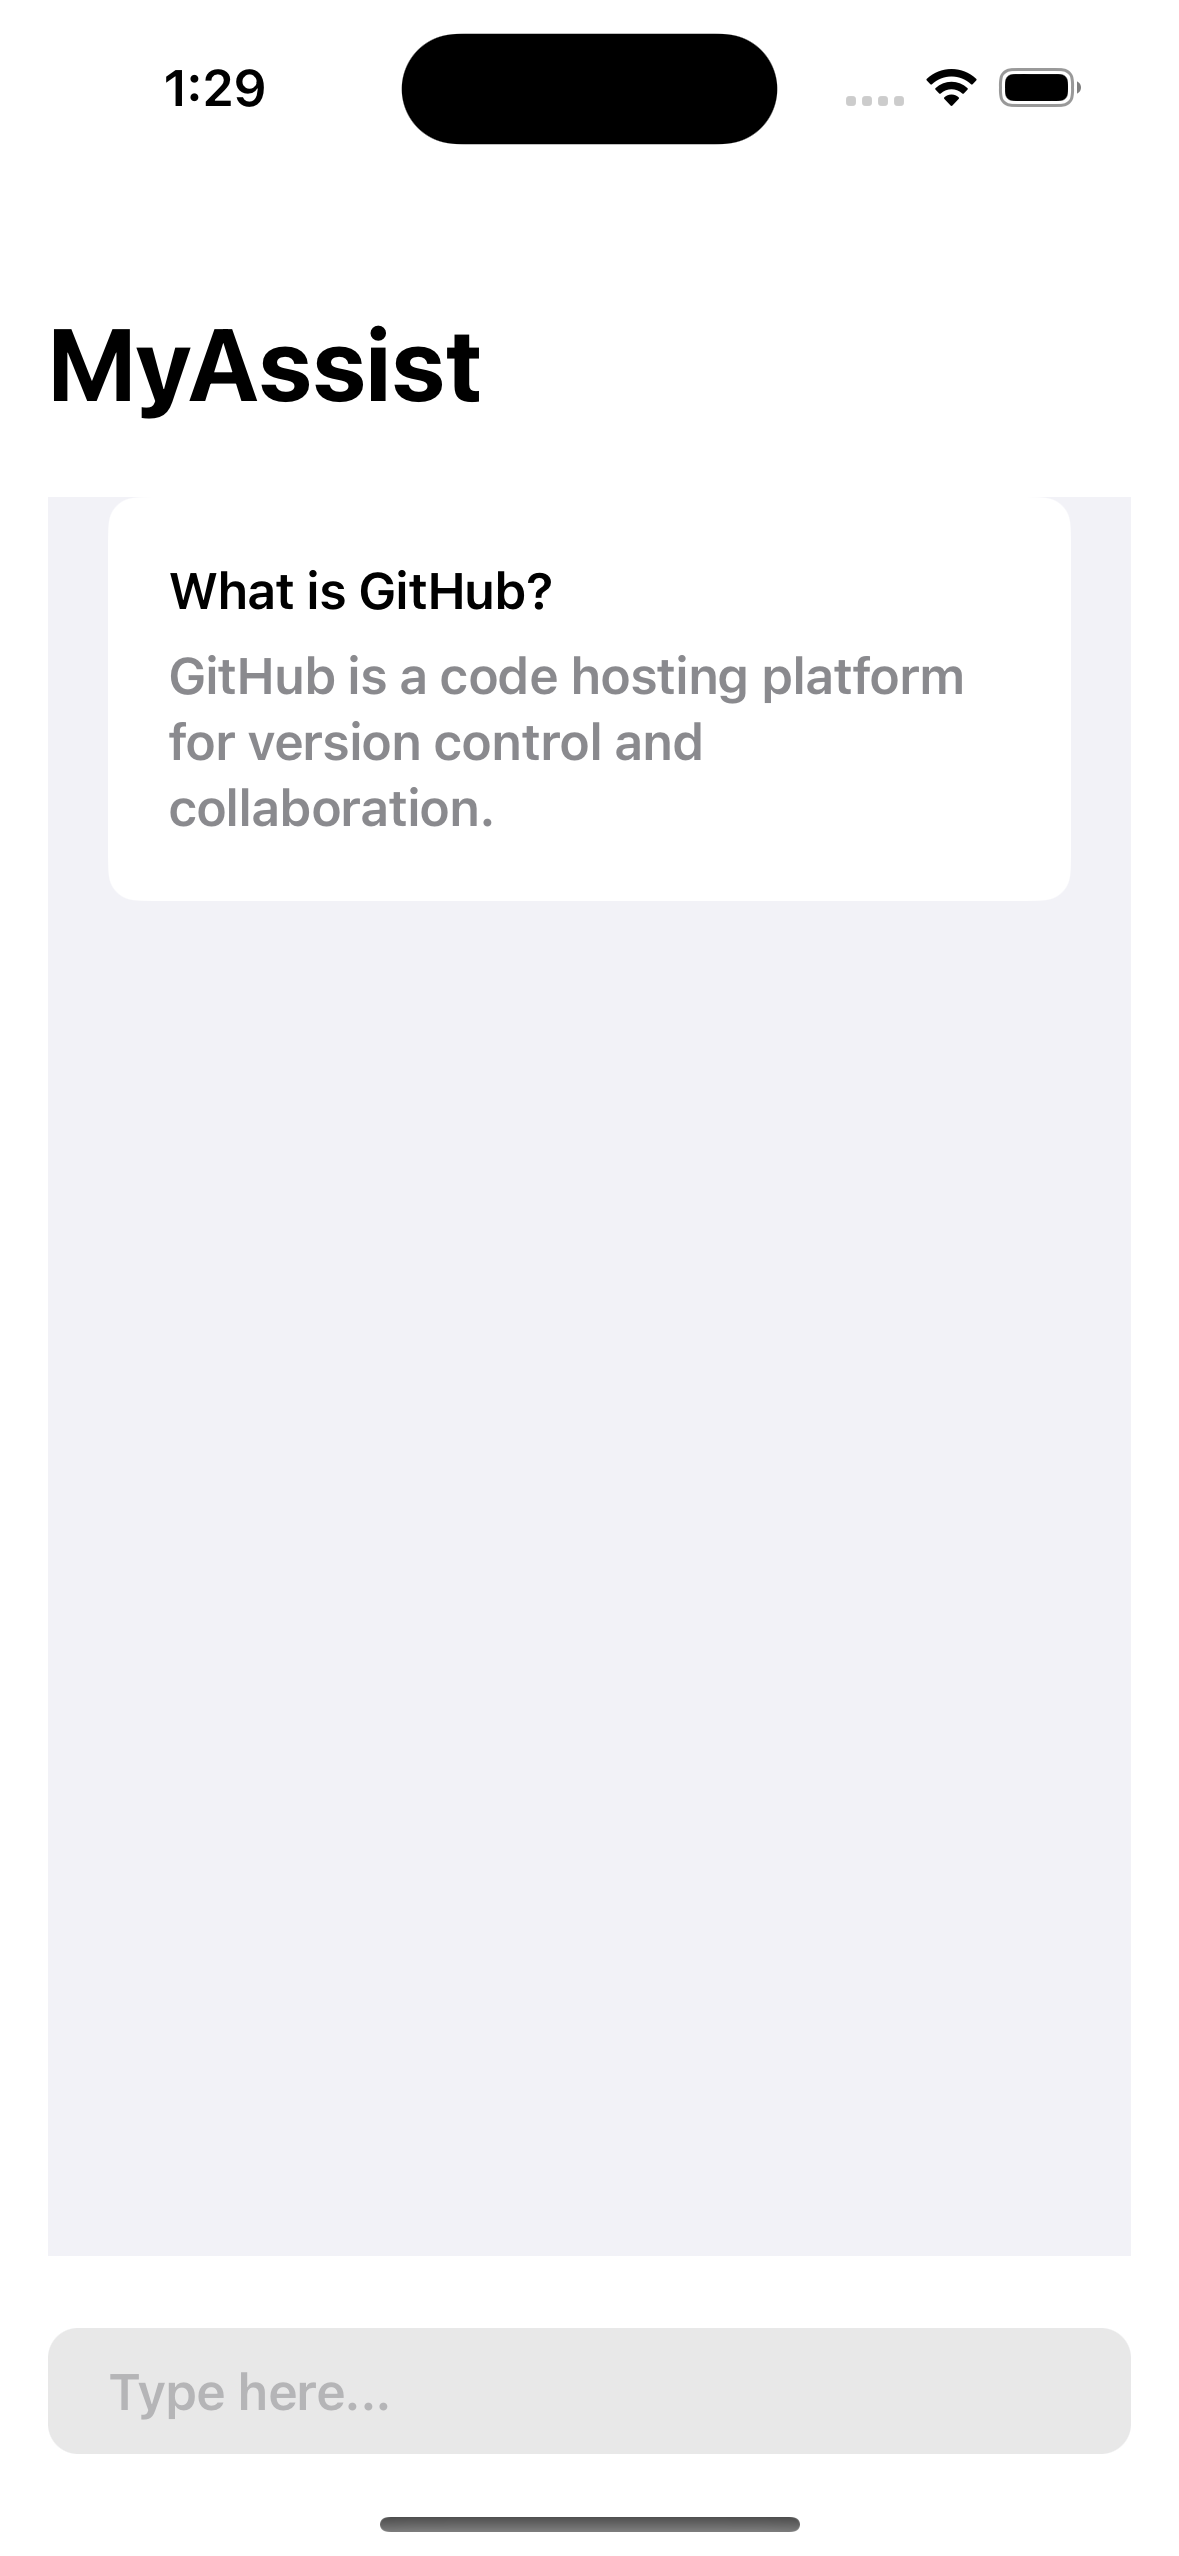 1:29
MyAssist
What is GitHub?
GitHub is a code hosting platform
for version control and
collaboration.
Type here...